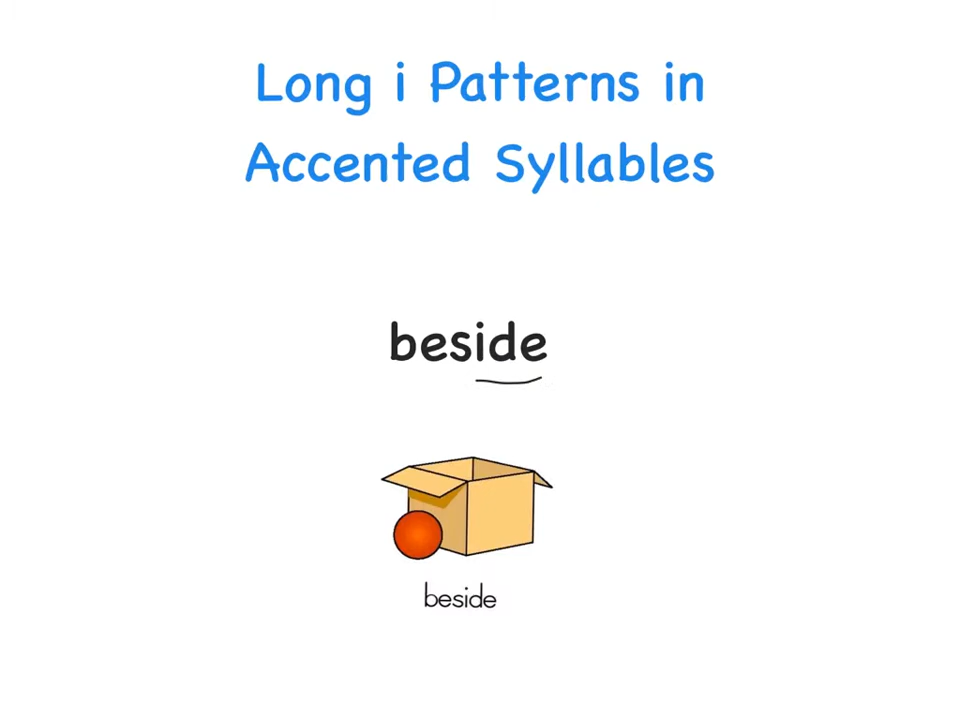 Long i Patterns in
Accented Syllables
beside
beside